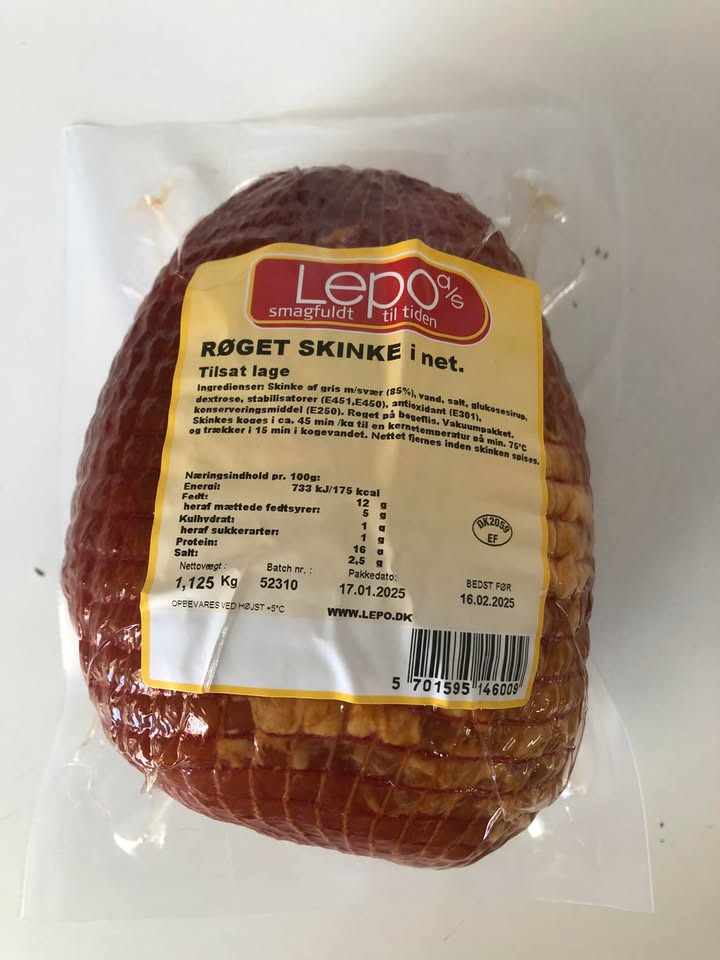 Lepo a/s
smagfuldt til tiden
RØGET SKINKE i net.
Tilsat lage
Ingredienser: Skinke af gris m/svær (85%), vand, salt, glukosesirup,
dextrose, stabilisatorer (E451,E450), antioxidant (E301),
konserveringsmiddel (E250). Røget på bøgeflis. Vakuumpakket.
Skinkes koges i ca. 45 min /kg til en kernetemperatur på min. 75°C
og trækker i 15 min i kogevandet. Nettet fjernes inden skinken spises.
Næringsindhold pr. 100g:
Energi: 733 kJ/175 kcal
Fedt: 12 g
heraf mættede fedtsyrer: 5 g
Kulhydrat: 1 g
heraf sukkerarter: 1 g
Protein: 16 g
Salt: 2,5 g
DK2059
EF
Nettovægt: Batch nr.: Pakkedato: BEDST FØR
1,125 Kg 52310 17.01.2025 16.02.2025
OPBEVARES VED HØJST +5°C WWW.LEPO.DK
5 701595 146009